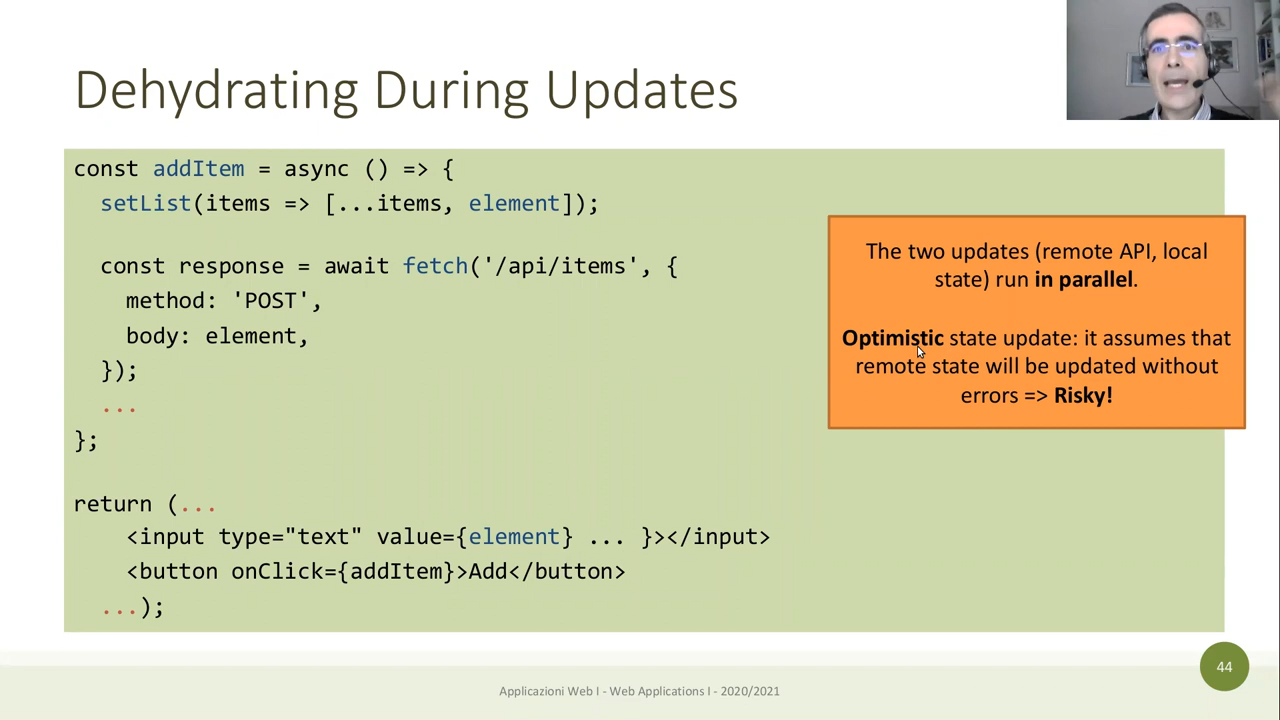 Dehydrating During Updates
const addItem = async () => {
setList(items => [...items, element]);
const response = await fetch('/api/items', {
method: 'POST',
body: element,
});
...
};
return (...
<input type="text" value={element} ... }></input>
<button onClick={addItem}>Add</button>
...);
The two updates (remote API, local
state) run in parallel.
Optimistic state update: it assumes that
remote state will be updated without
errors => Risky!
Applicazioni Web I - Web Applications I - 2020/2021
44